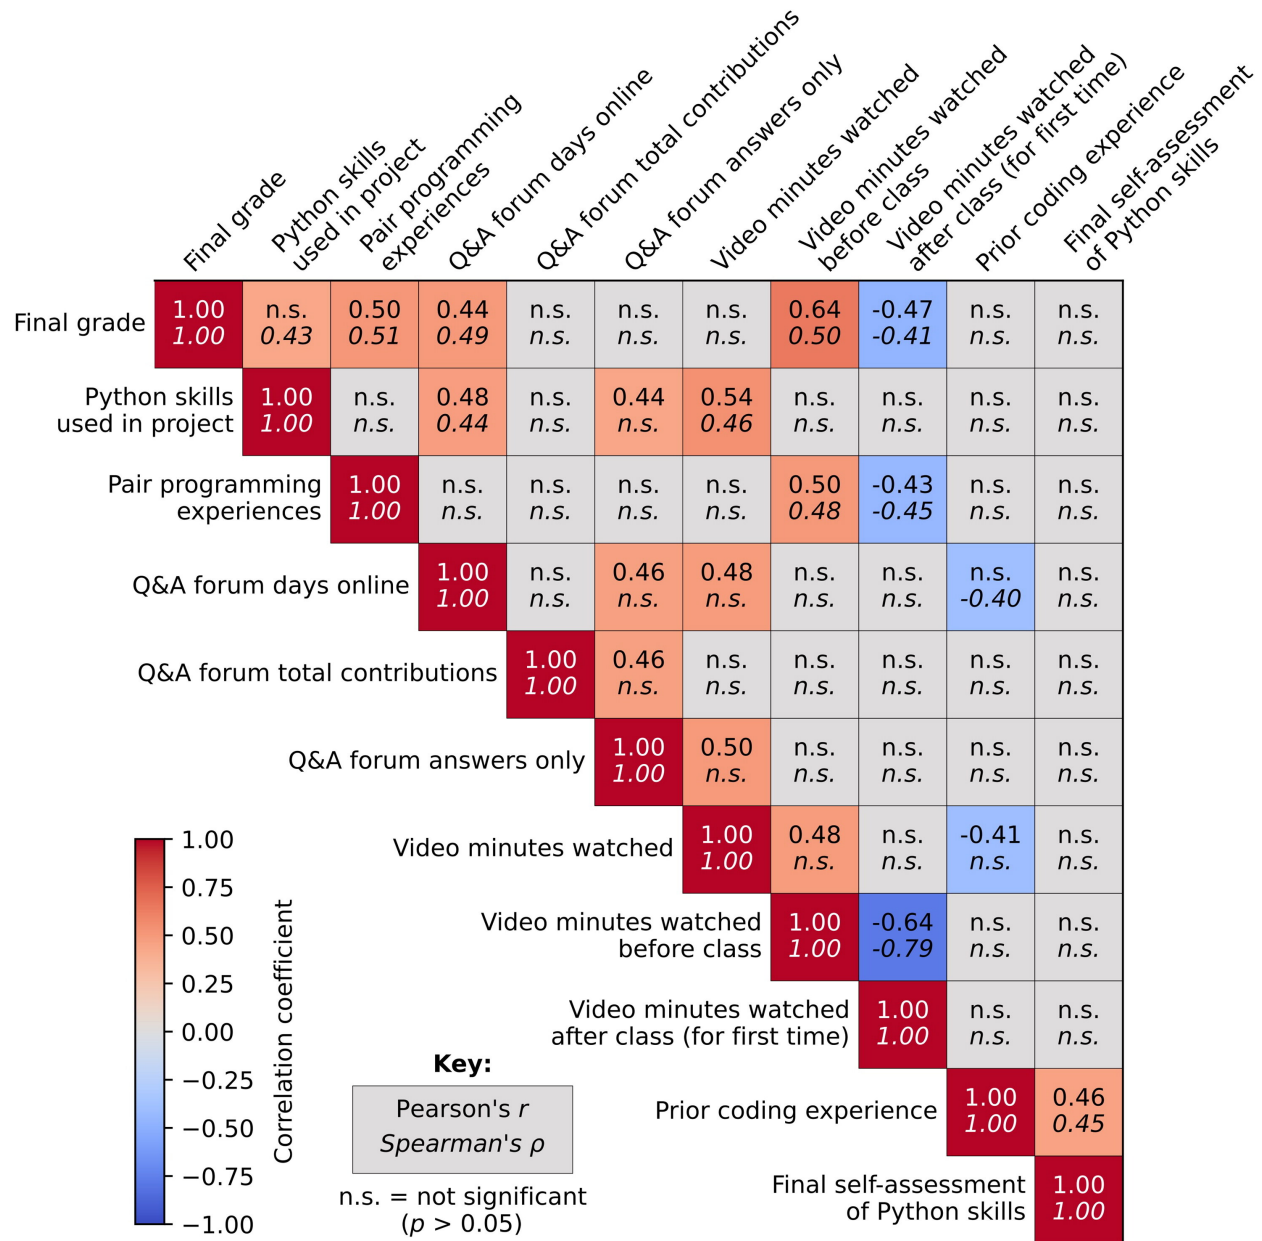 Final grade
Python skills
used in project
Pair programming
experiences
Q&A forum days online
Q&A forum total contributions
Q&A forum answers only
Video minutes watched
Video minutes watched
before class
Video minutes watched
after class (for first time)
Prior coding experience
Final self-assessment
of Python skills
Final grade
1.00 n.s. 0.50 0.44 n.s. n.s. n.s. 0.64 -0.47 n.s. n.s.
1.00 0.43 0.51 0.49 n.s. n.s. n.s. 0.50 -0.41 n.s. n.s.
Python skills
used in project
1.00 n.s. 0.48 n.s. 0.44 0.54 n.s. n.s. n.s. n.s.
1.00 n.s. 0.44 n.s. n.s. 0.46 n.s. n.s. n.s. n.s.
Pair programming
experiences
1.00 n.s. n.s. n.s. n.s. 0.50 -0.43 n.s. n.s.
1.00 n.s. n.s. n.s. n.s. 0.48 -0.45 n.s. n.s.
Q&A forum days online
1.00 n.s. 0.46 0.48 n.s. n.s. n.s. n.s.
1.00 n.s. n.s. n.s. n.s. n.s. -0.40 n.s.
Q&A forum total contributions
1.00 0.46 n.s. n.s. n.s. n.s. n.s.
1.00 n.s. n.s. n.s. n.s. n.s. n.s.
Q&A forum answers only
1.00 0.50 n.s. n.s. n.s. n.s.
1.00 n.s. n.s. n.s. n.s. n.s.
Video minutes watched
1.00 0.48 n.s. -0.41 n.s.
1.00 n.s. n.s. n.s. n.s.
Video minutes watched
before class
1.00 -0.64 n.s. n.s.
1.00 -0.79 n.s. n.s.
Video minutes watched
after class (for first time)
1.00 n.s. n.s.
1.00 n.s. n.s.
Prior coding experience
1.00 0.46
1.00 0.45
Final self-assessment
of Python skills
1.00
1.00
1.00
0.75
0.50
0.25
0.00
−0.25
−0.50
−0.75
−1.00
Correlation coefficient
Key:
Pearson's r
Spearman's ρ
n.s. = not significant
(p > 0.05)